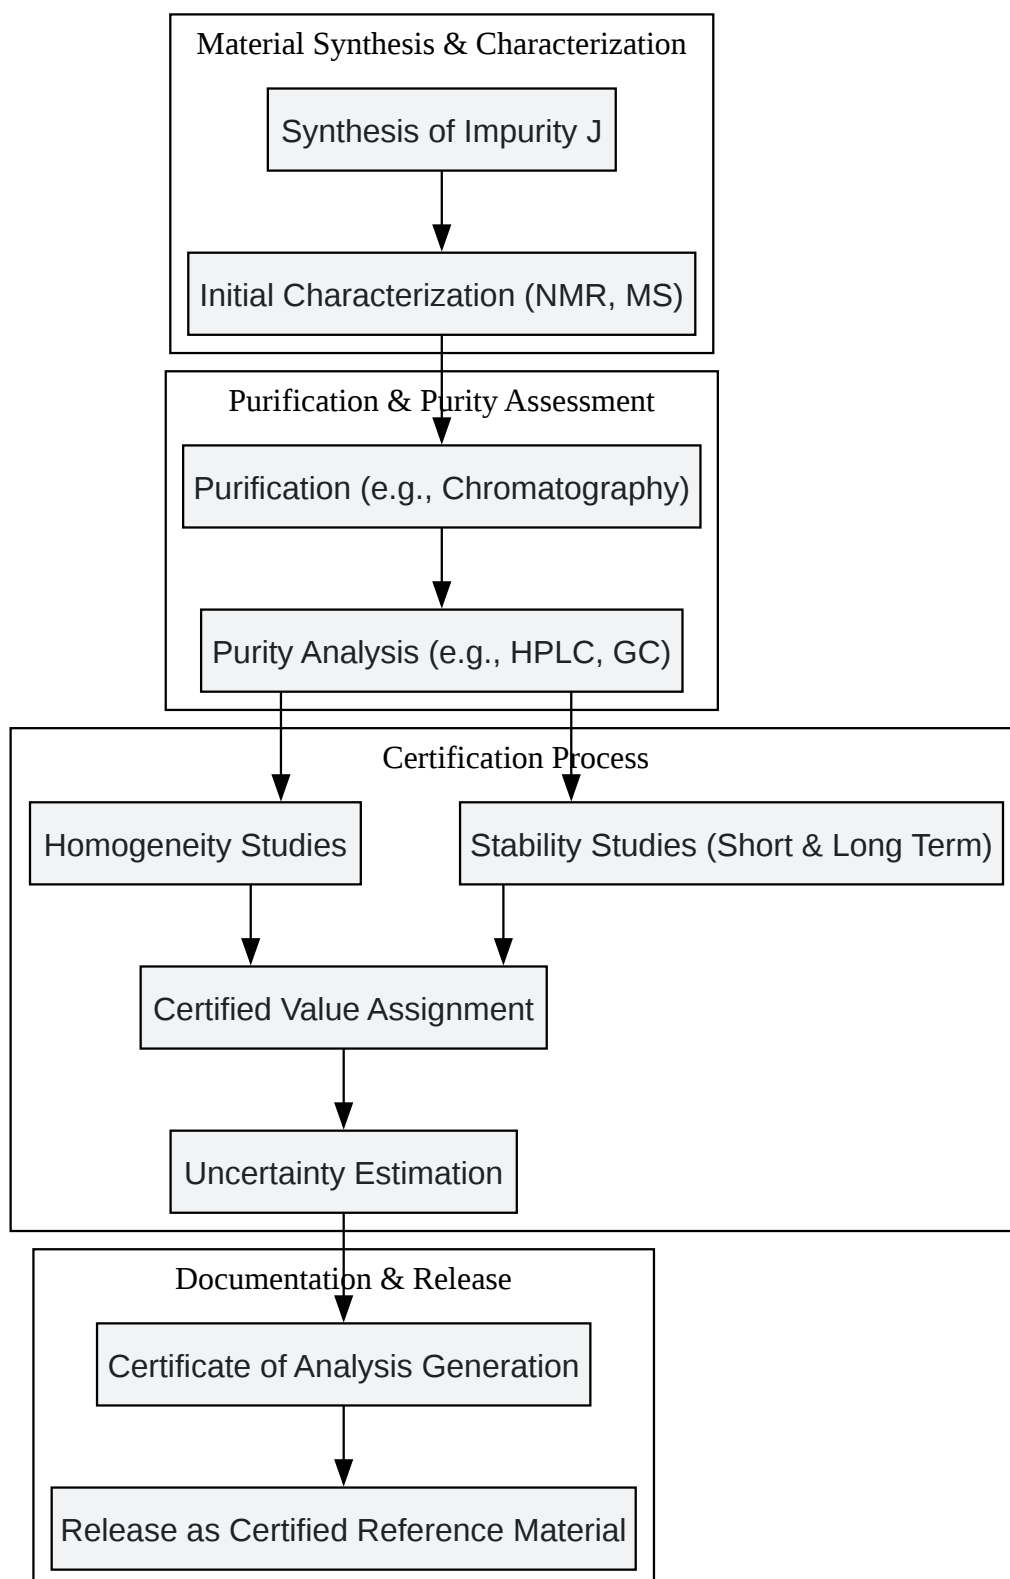 Material Synthesis & Characterization
Synthesis of Impurity J
Initial Characterization (NMR, MS)
Purification & Purity Assessment
Purification (e.g., Chromatography)
Purity Analysis (e.g., HPLC, GC)
Certification Process
Homogeneity Studies
Stability Studies (Short & Long Term)
Certified Value Assignment
Uncertainty Estimation
Documentation & Release
Certificate of Analysis Generation
Release as Certified Reference Material